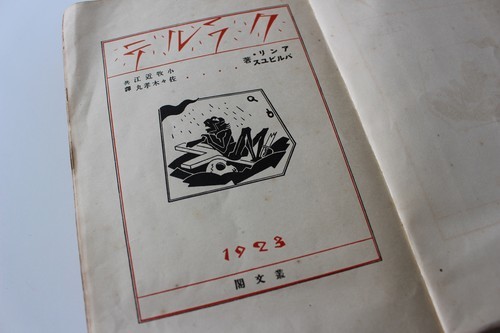 クラルテ
アンリ・
バルビユス
著
小牧近江
佐々木孝丸
共譯
1923
叢文閣